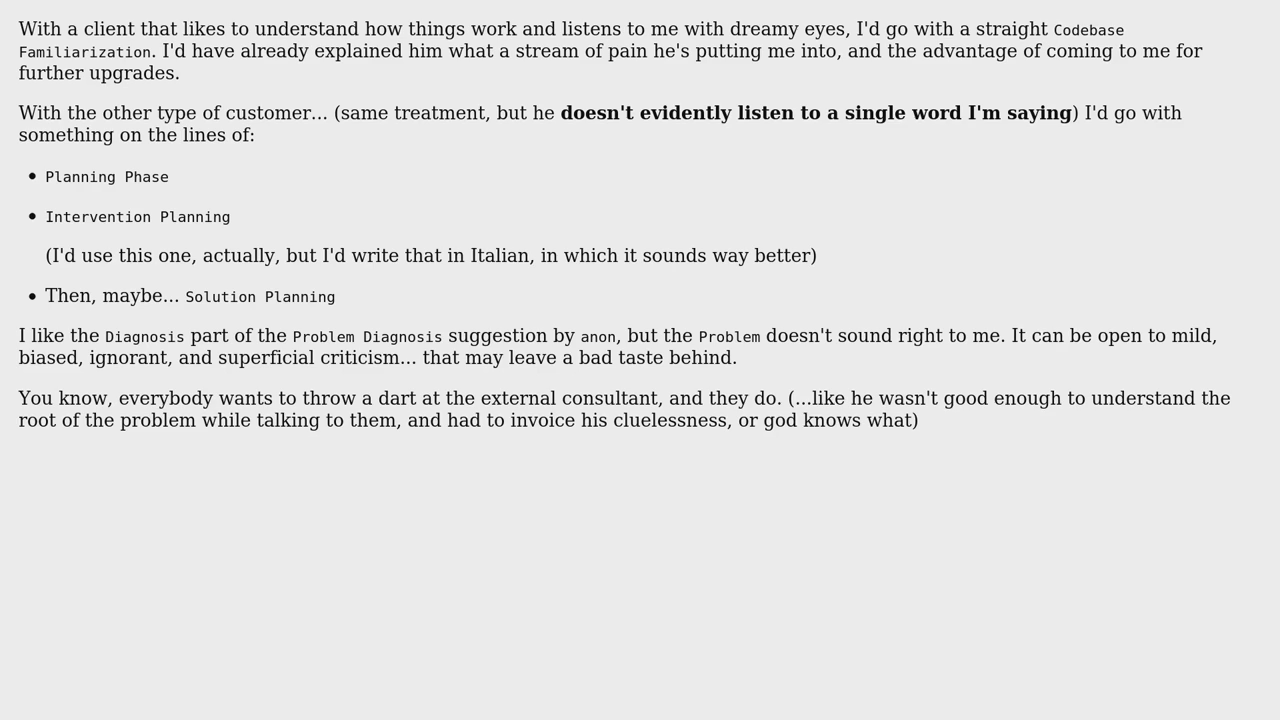 With a client that likes to understand how things work and listens to me with dreamy eyes, I'd go with a straight Codebase
Familiarization. I'd have already explained him what a stream of pain he's putting me into, and the advantage of coming to me for
further upgrades.
With the other type of customer... (same treatment, but he doesn't evidently listen to a single word I'm saying) I'd go with
something on the lines of:
• Planning Phase
• Intervention Planning
(I'd use this one, actually, but I'd write that in Italian, in which it sounds way better)
• Then, maybe... Solution Planning
I like the Diagnosis part of the Problem Diagnosis suggestion by anon, but the Problem doesn't sound right to me. It can be open to mild,
biased, ignorant, and superficial criticism... that may leave a bad taste behind.
You know, everybody wants to throw a dart at the external consultant, and they do. (...like he wasn't good enough to understand the
root of the problem while talking to them, and had to invoice his cluelessness, or god knows what)